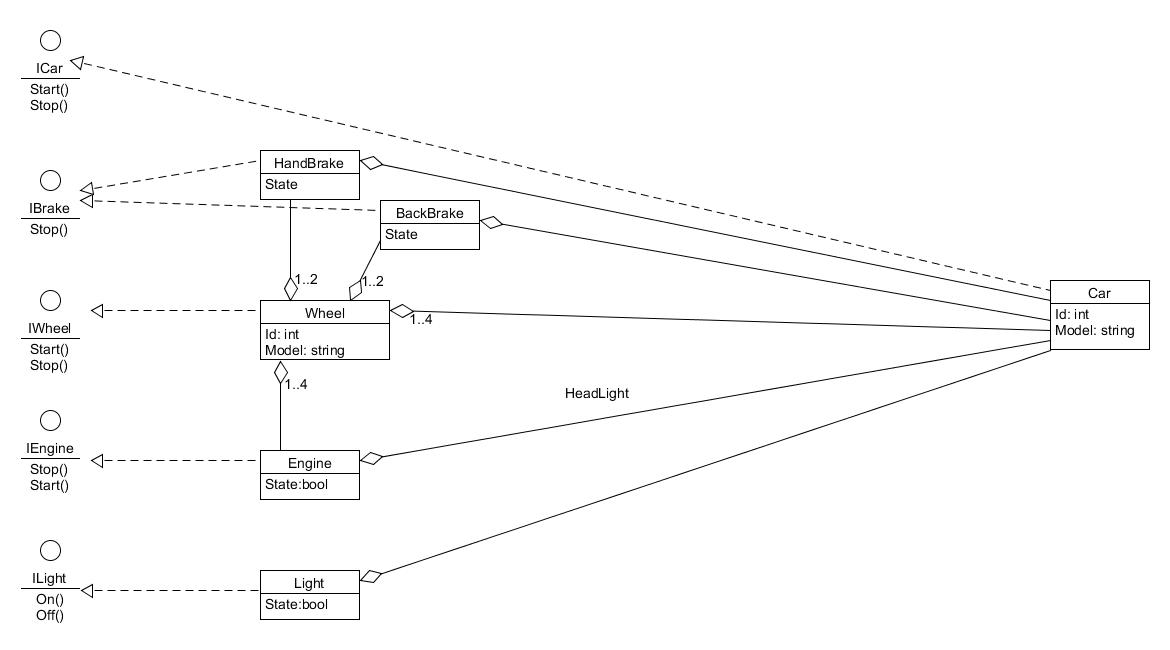 ICar
Start()
Stop()
HandBrake
State
IBrake
Stop()
BackBrake
State
1..2
1..2
IWheel
Start()
Stop()
Wheel
Id: int
Model: string
1..4
1..4
Car
Id: int
Model: string
HeadLight
IEngine
Stop()
Start()
Engine
State:bool
ILight
On()
Off()
Light
State:bool